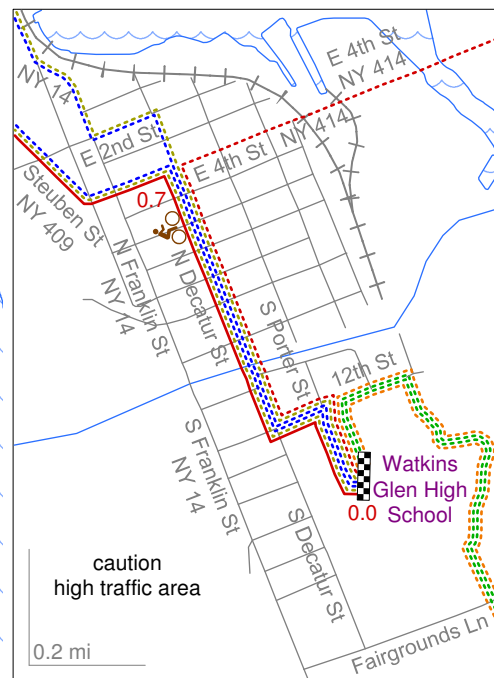 NY 14
E 4th St
NY 414
NY 414
E 2nd St
E 4th St
Steuben St
NY 409
0.7
N Franklin St
NY 14
N Decatur St
S Porter St
12th St
S Franklin St
NY 14
Watkins
Glen High
School
0.0
S Decatur St
caution
high traffic area
0.2 mi
Fairgrounds Ln